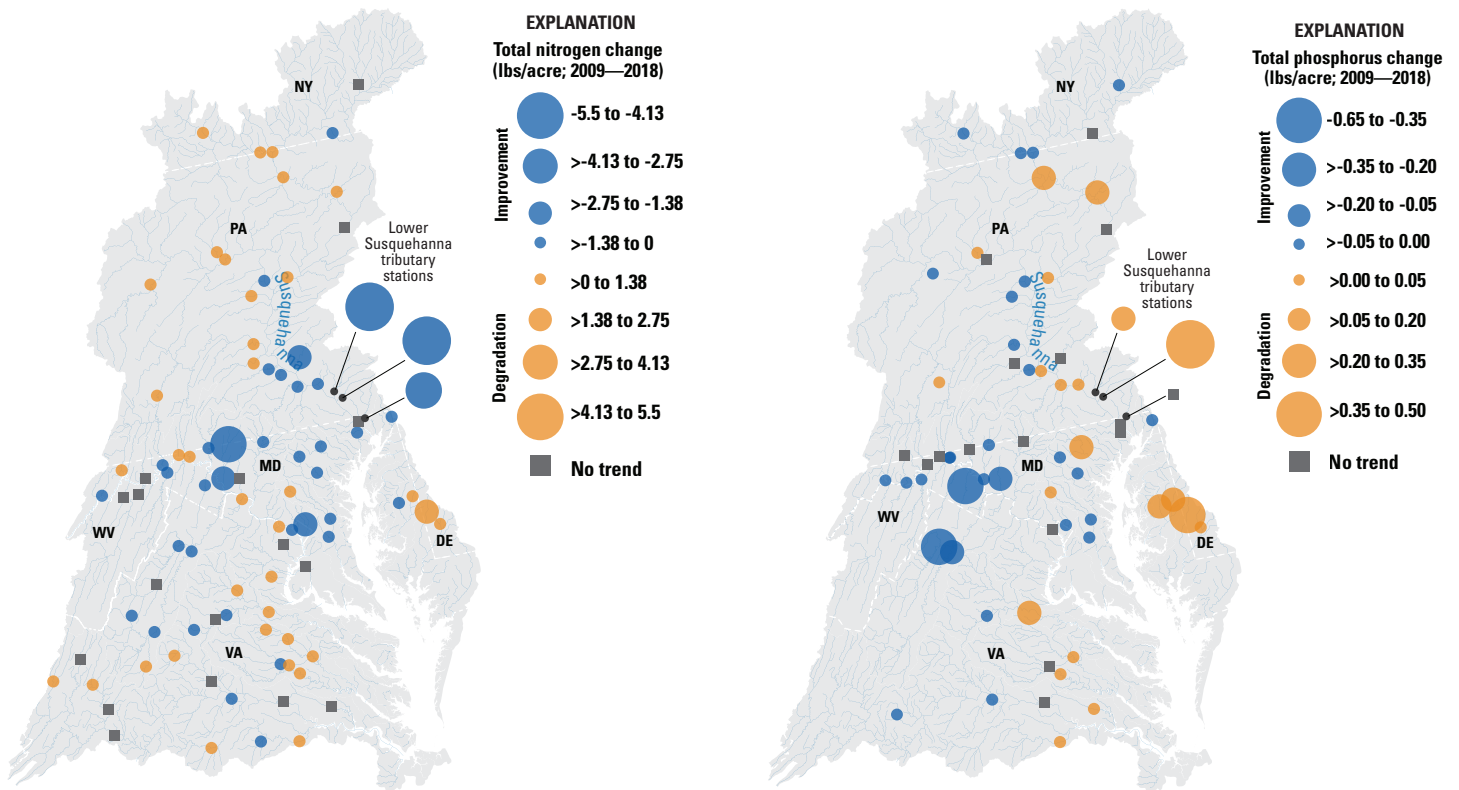 EXPLANATION
Total nitrogen change
(lbs/acre; 2009—2018)
Improvement
-5.5 to -4.13
>-4.13 to -2.75
>-2.75 to -1.38
>-1.38 to 0
Degradation
>0 to 1.38
>1.38 to 2.75
>2.75 to 4.13
>4.13 to 5.5
No trend
NY
PA
Lower
Susquehanna
tributary
stations
Susquehanna
MD
WV
DE
VA
EXPLANATION
Total phosphorus change
(lbs/acre; 2009—2018)
Improvement
-0.65 to -0.35
>-0.35 to -0.20
>-0.20 to -0.05
>-0.05 to 0.00
Degradation
>0.00 to 0.05
>0.05 to 0.20
>0.20 to 0.35
>0.35 to 0.50
No trend
NY
PA
Lower
Susquehanna
tributary
stations
Susquehanna
MD
WV
DE
VA